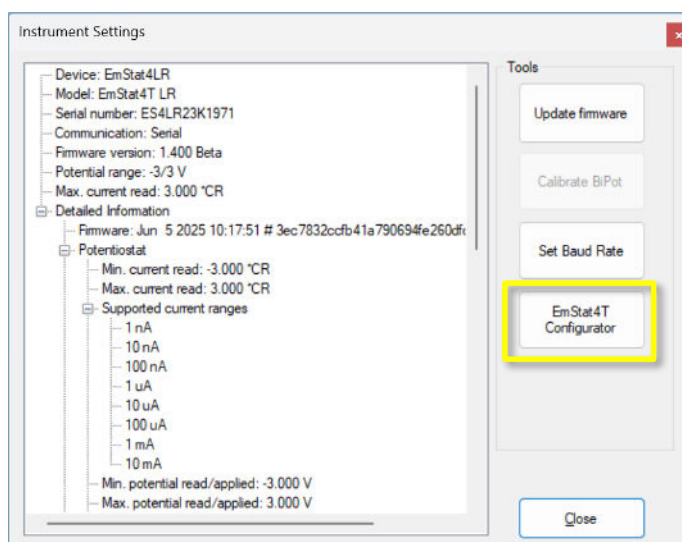 Instrument Settings
x
Device: EmStat4LR
Model: EmStat4T LR
Serial number: ES4LR23K1971
Communication: Serial
Firmware version: 1.400 Beta
Potential range: -3/3 V
Max. current read: 3.000 *CR
Detailed Information
Firmware: Jun 5 2025 10:17:51 # 3ec7832ccfb41a790694fe260dfc
Potentiostat
Min. current read: -3.000 *CR
Max. current read: 3.000 *CR
Supported current ranges
1 nA
10 nA
100 nA
1 uA
10 uA
100 uA
1 mA
10 mA
Min. potential read/applied: -3.000 V
Max. potential read/applied: 3.000 V
Tools
Update firmware
Calibrate BiPot
Set Baud Rate
EmStat4T
Configurator
Close